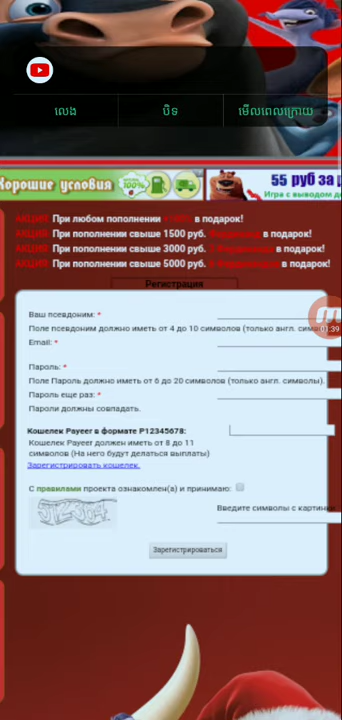 លេង
បិទ
មើលពេលក្រោយ
Хорошие условия
100%
55 руб за
Игра с выводом
АКЦИЯ! При любом пополнении в подарок!
АКЦИЯ! При пополнении свыше 1500 руб. в подарок!
АКЦИЯ! При пополнении свыше 3000 руб. в подарок!
АКЦИЯ! При пополнении свыше 5000 руб. в подарок!
Регистрация
Ваш псевдоним: *
Поле псевдоним должно иметь от 4 до 10 символов (только англ.
Email: *
01:39
Пароль: *
Поле Пароль должно иметь от 6 до 20 символов (только англ. символы).
Пароль еще раз: *
Пароли должны совпадать.
Кошелек Payeer в формате P12345678:
Кошелек Payeer должен иметь от 8 до 11
символов (На него будут делаться выплаты)
Зарегистрировать кошелек.
С правилами проекта ознакомлен(а) и принимаю:
Введите символы с картинки
Зарегистрироваться